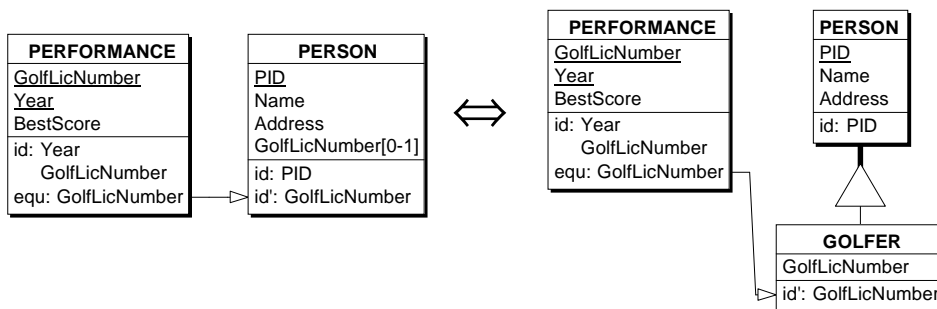 PERFORMANCE
GolfLicNumber
Year
BestScore
id: Year
GolfLicNumber
equ: GolfLicNumber
PERSON
PID
Name
Address
GolfLicNumber[0-1]
id: PID
id': GolfLicNumber
PERFORMANCE
GolfLicNumber
Year
BestScore
id: Year
GolfLicNumber
equ: GolfLicNumber
PERSON
PID
Name
Address
id: PID
GOLFER
GolfLicNumber
id': GolfLicNumber